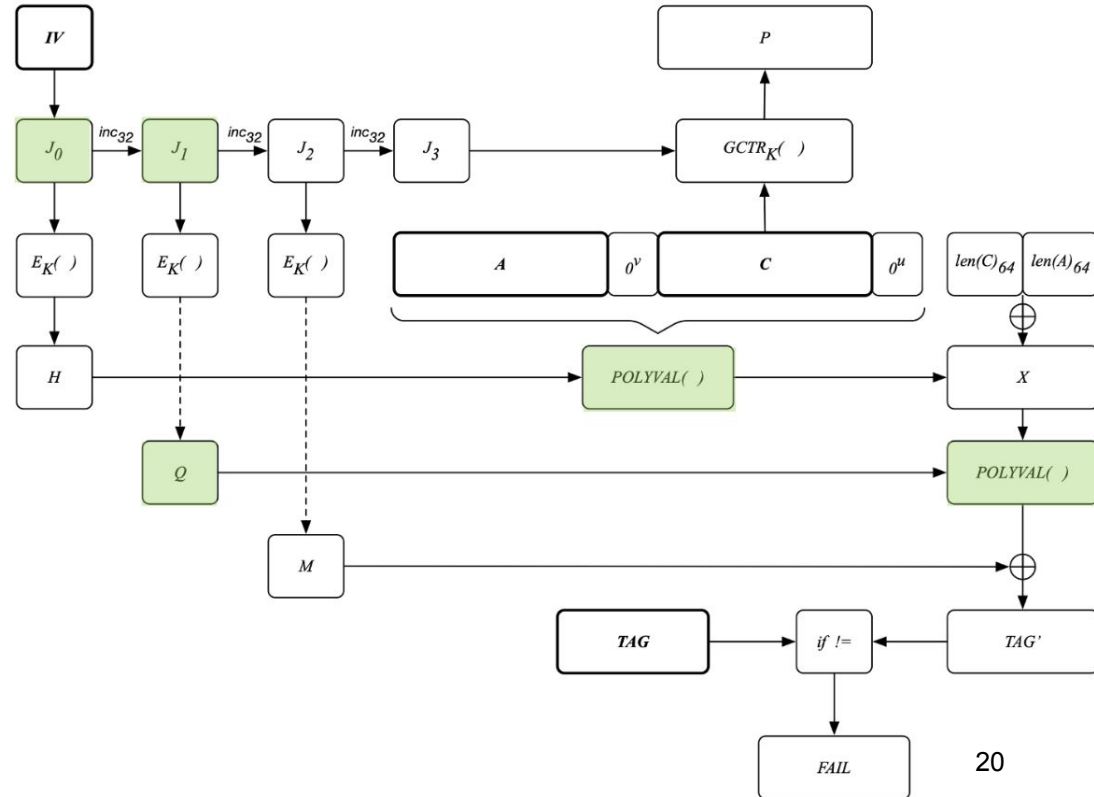 IV
P
J0 inc32 J1 inc32 J2 inc32 J3 GCTRK( )
EK( ) EK( ) EK( ) A 0v C 0u len(C)64 len(A)64
H POLYVAL( ) X
Q POLYVAL( )
M
TAG if != TAG’
FAIL
20